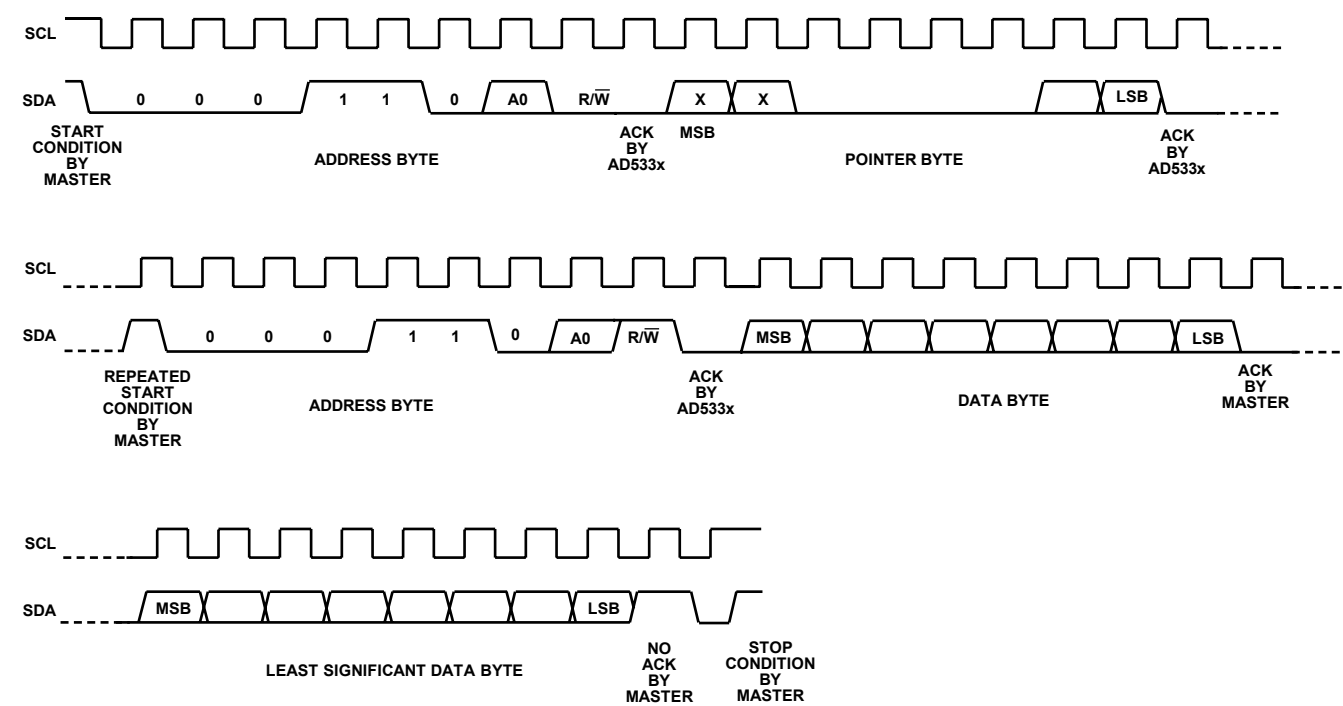 SCL
SDA
0 0 0 1 1 0 A0 R/W̅ X X LSB
START
CONDITION
BY
MASTER
ADDRESS BYTE
ACK
BY
AD533x
MSB
POINTER BYTE
ACK
BY
AD533x
SCL
SDA
0 0 0 1 1 0 A0 R/W̅ MSB LSB
REPEATED
START
CONDITION
BY
MASTER
ADDRESS BYTE
ACK
BY
AD533x
DATA BYTE
ACK
BY
MASTER
SCL
SDA
MSB LSB
LEAST SIGNIFICANT DATA BYTE
NO
ACK
BY
MASTER
STOP
CONDITION
BY
MASTER